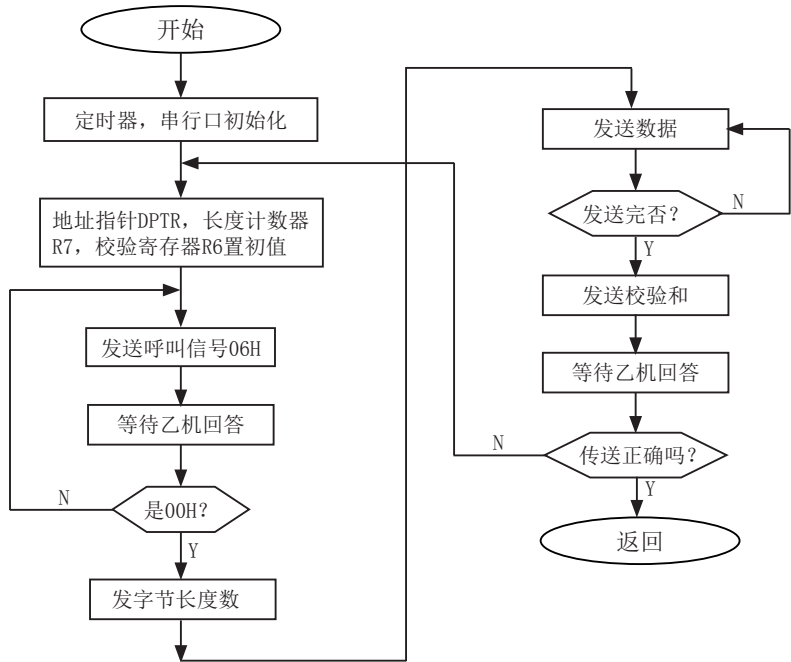 开始
定时器，串行口初始化
地址指针DPTR，长度计数器
R7，校验寄存器R6置初值
发送呼叫信号06H
等待乙机回答
是00H？
N
Y
发字节长度数
发送数据
发送完否？
N
Y
发送校验和
等待乙机回答
传送正确吗？
N
Y
返回